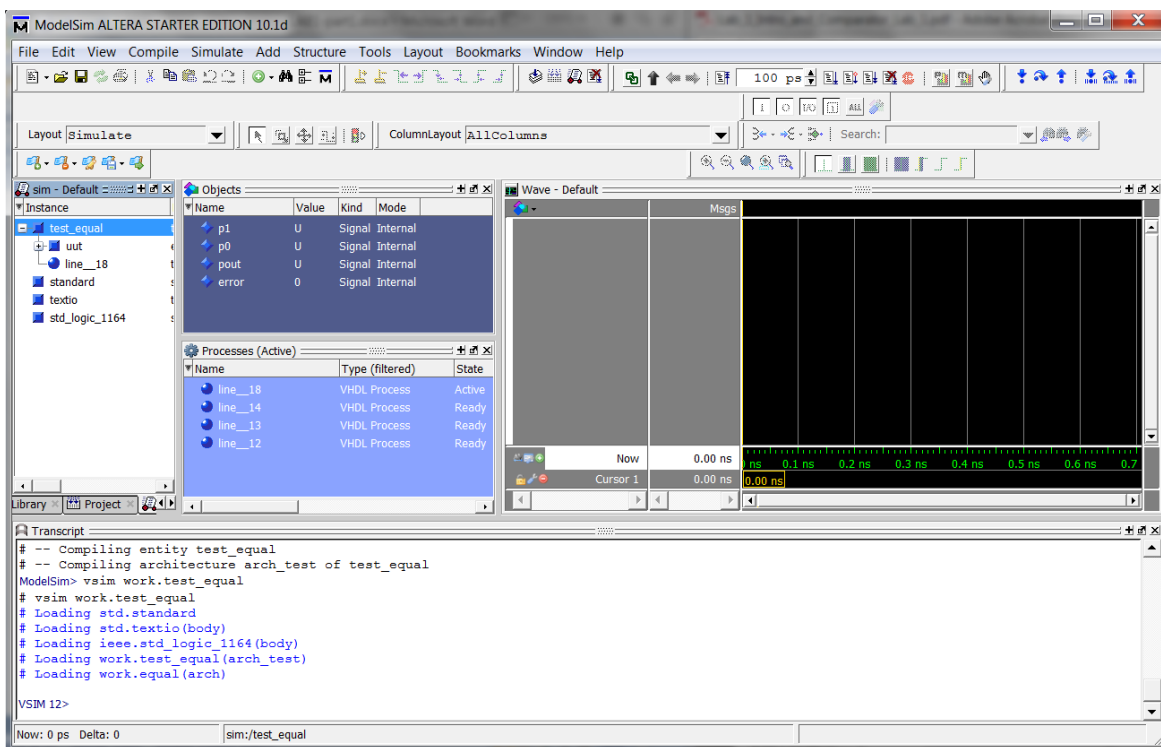 ModelSim ALTERA STARTER EDITION 10.1d
File Edit View Compile Simulate Add Structure Tools Layout Bookmarks Window Help
100 ps
Layout Simulate
ColumnLayout AllColumns
Search:
sim - Default
Instance
test_equal
uut
line__18
standard
textio
std_logic_1164
Library
Project
Objects
Name Value Kind Mode
p1 U Signal Internal
p0 U Signal Internal
pout U Signal Internal
error 0 Signal Internal
Processes (Active)
Name Type (filtered) State
line__18 VHDL Process Active
line__14 VHDL Process Ready
line__13 VHDL Process Ready
line__12 VHDL Process Ready
Wave - Default
Msgs
Now 0.00 ns
ns 0.1 ns 0.2 ns 0.3 ns 0.4 ns 0.5 ns 0.6 ns 0.7
Cursor 1 0.00 ns 0.00 ns
Transcript
# -- Compiling entity test_equal
# -- Compiling architecture arch_test of test_equal
ModelSim> vsim work.test_equal
# vsim work.test_equal
# Loading std.standard
# Loading std.textio(body)
# Loading ieee.std_logic_1164(body)
# Loading work.test_equal(arch_test)
# Loading work.equal(arch)
VSIM 12>
Now: 0 ps Delta: 0 sim:/test_equal